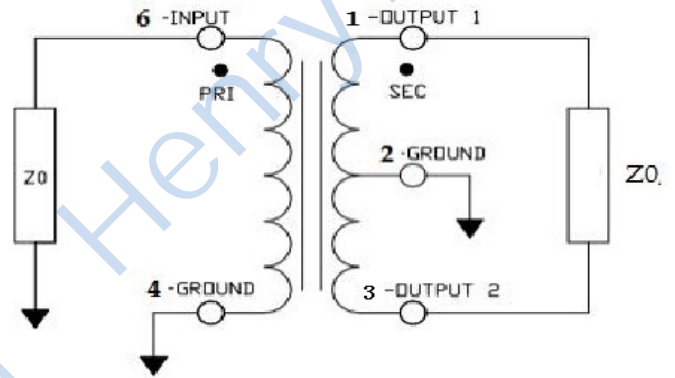 6 -INPUT
1 -OUTPUT 1
PRI
SEC
2 -GROUND
Z0
Z0
4 -GROUND
3 -OUTPUT 2
Henry